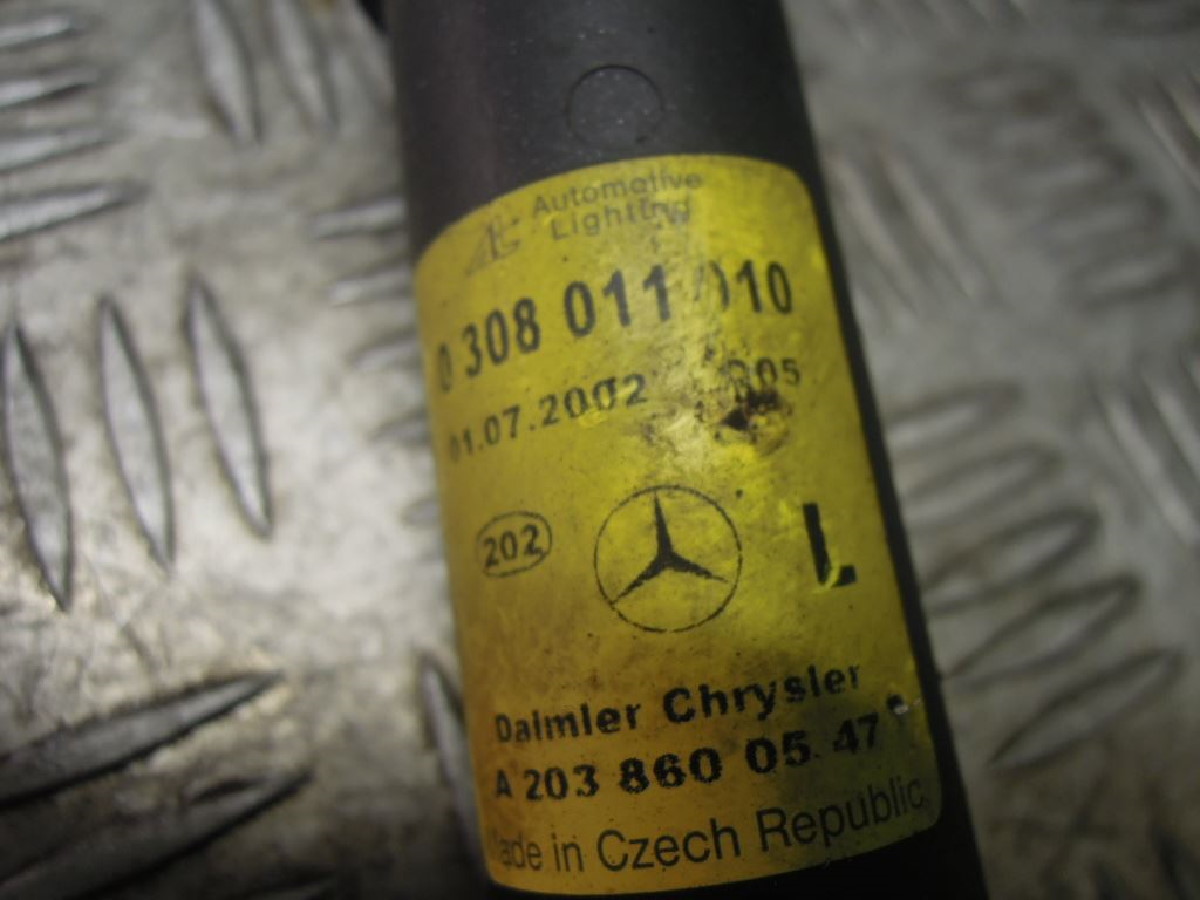 Automotive
Lighting
0 308 011 010
01.07.2002 R05
202
L
Daimler Chrysler
A 203 860 05 47
Made in Czech Republic